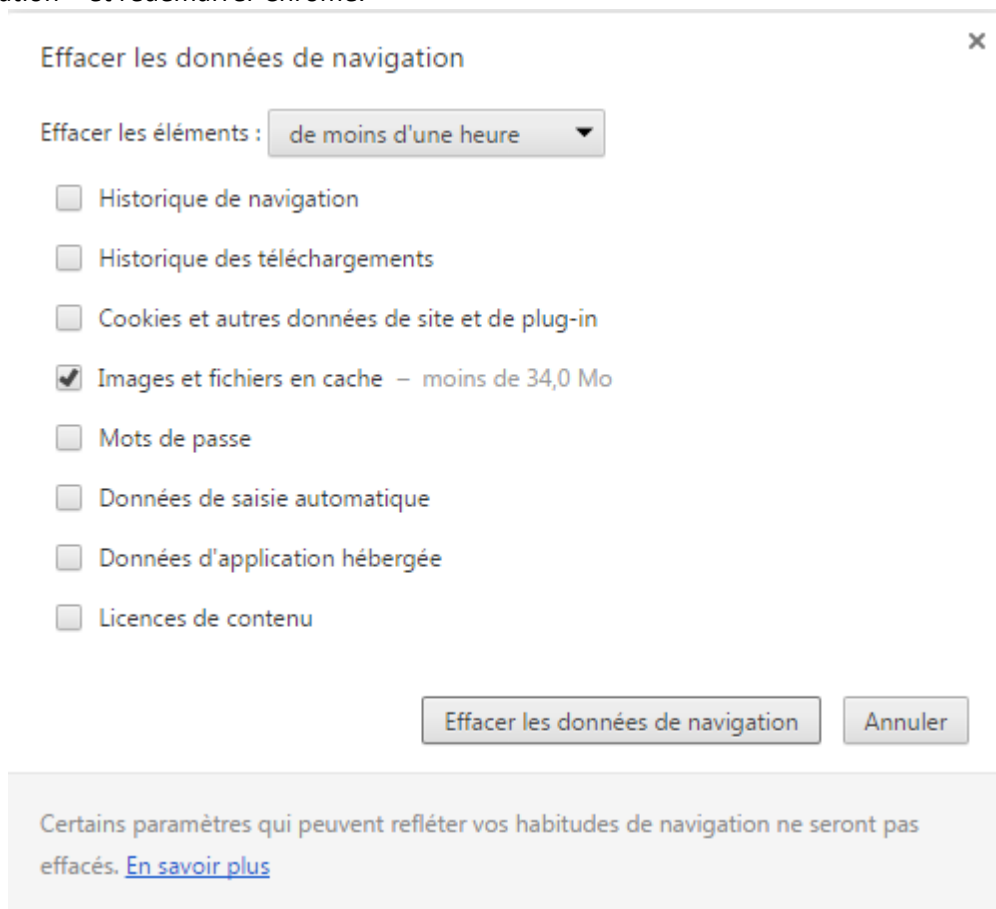 et redémarrer Chrome.
Effacer les données de navigation ×
Effacer les éléments : de moins d'une heure
Historique de navigation
Historique des téléchargements
Cookies et autres données de site et de plug-in
Images et fichiers en cache – moins de 34,0 Mo
Mots de passe
Données de saisie automatique
Données d'application hébergée
Licences de contenu
Effacer les données de navigation Annuler
Certains paramètres qui peuvent refléter vos habitudes de navigation ne seront pas
effacés. En savoir plus